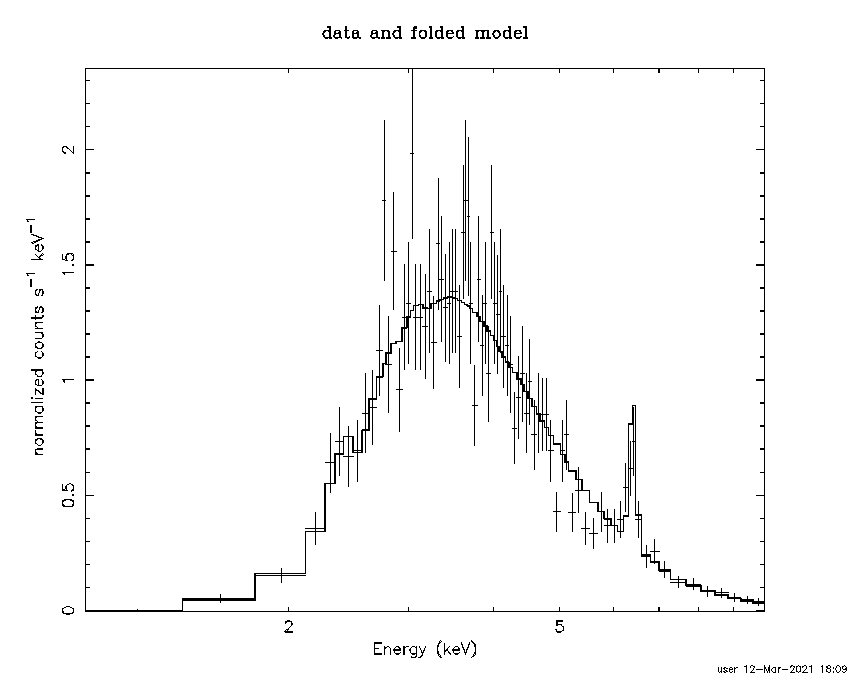 data and folded model
normalized counts s⁻¹ keV⁻¹
2
1.5
1
0.5
0
2
5
Energy (keV)
user 12-Mar-2021 18:09